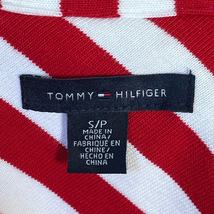 TOMMY HILFIGER
S/P
MADE IN
CHINA/
FABRIQUÉ EN
CHINE/
HECHO EN
CHINA